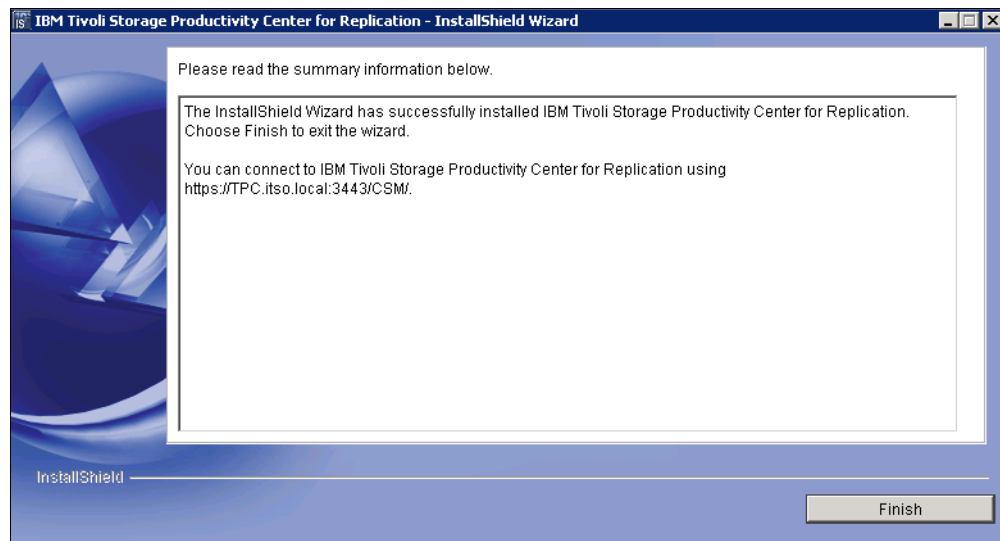 IBM Tivoli Storage Productivity Center for Replication - InstallShield Wizard
Please read the summary information below.
The InstallShield Wizard has successfully installed IBM Tivoli Storage Productivity Center for Replication.
Choose Finish to exit the wizard.
You can connect to IBM Tivoli Storage Productivity Center for Replication using
https://TPC.itso.local:3443/CSM/.
InstallShield
Finish